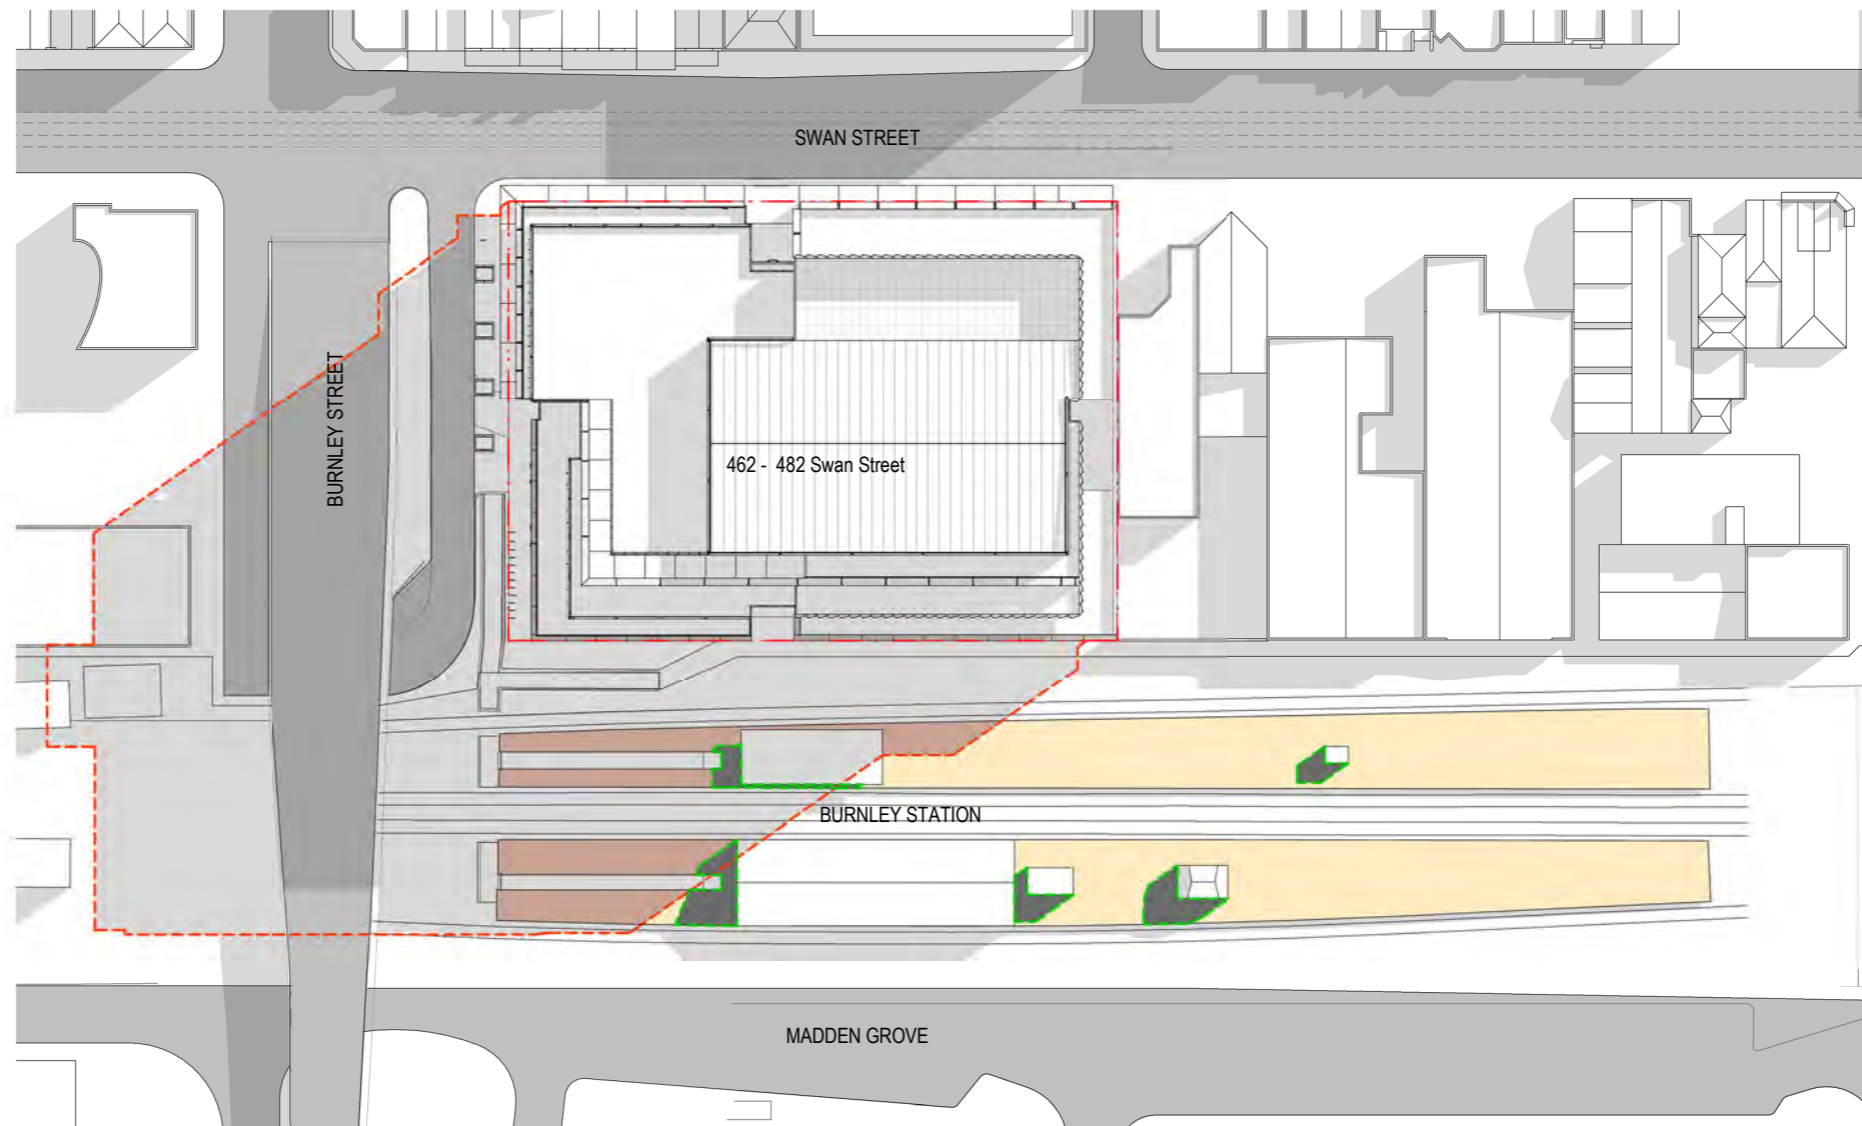 SWAN STREET
BURNLEY STREET
462 - 482 Swan Street
BURNLEY STATION
MADDEN GROVE